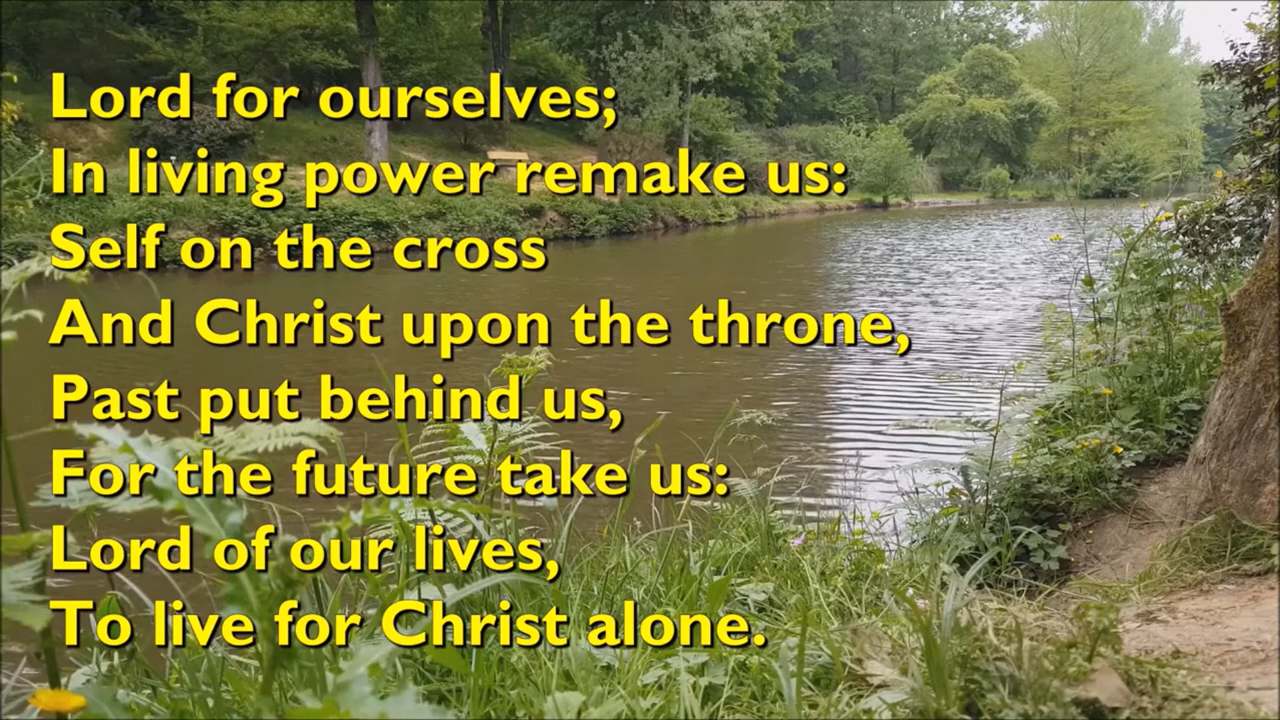 Lord for ourselves;
In living power remake us:
Self on the cross
And Christ upon the throne,
Past put behind us,
For the future take us:
Lord of our lives,
To live for Christ alone.